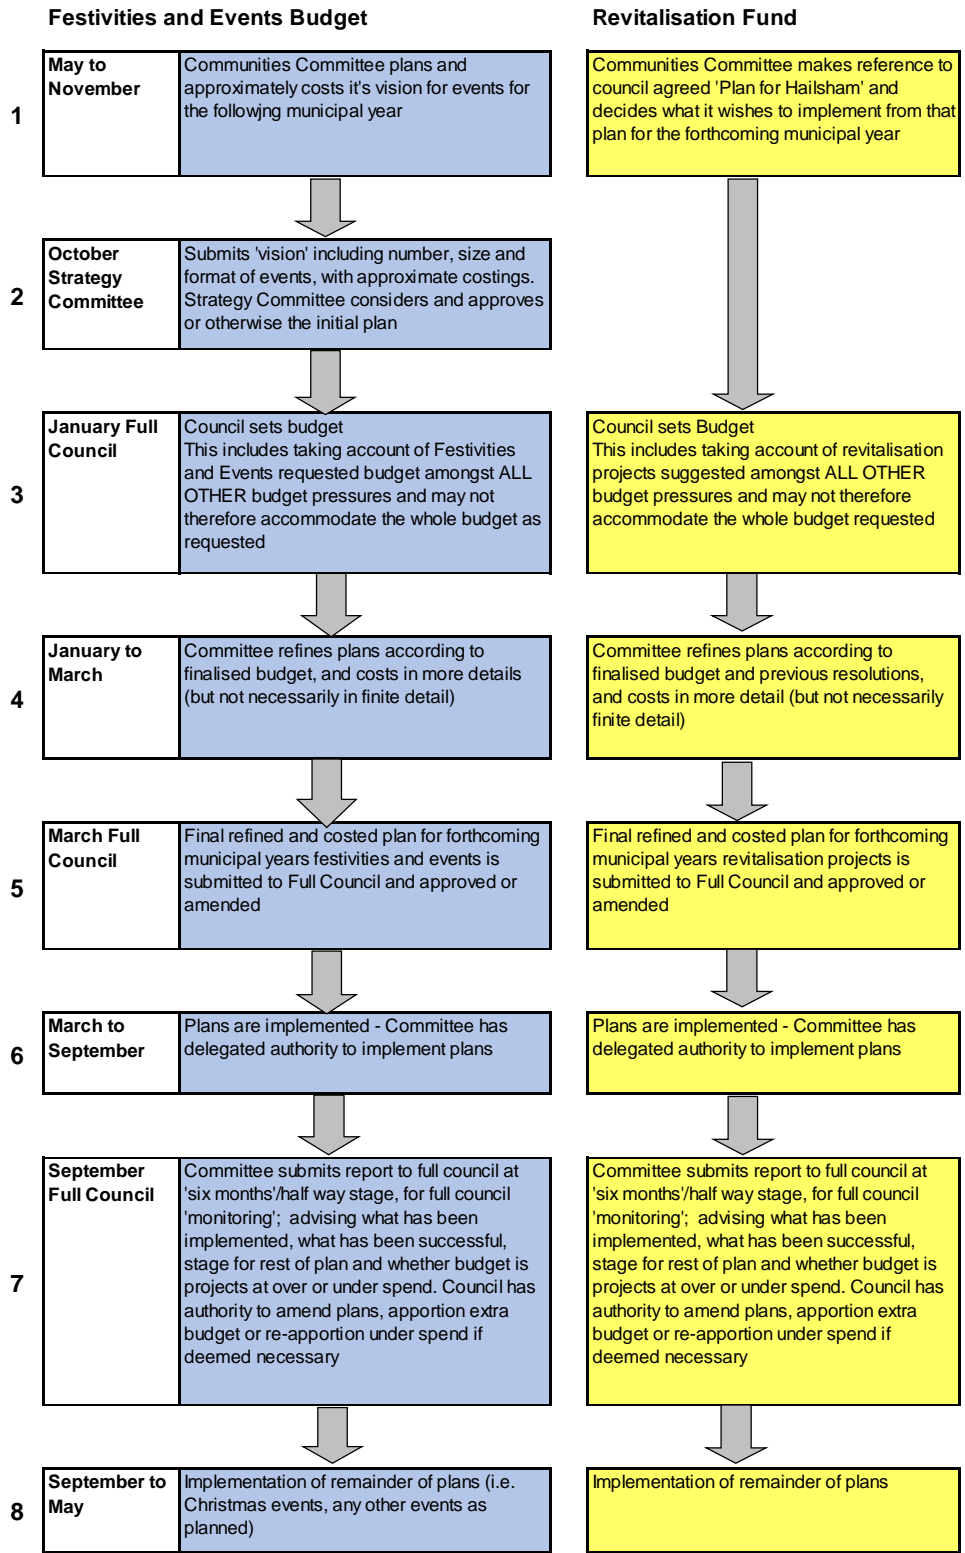 Festivities and Events Budget
Revitalisation Fund
1
May to
November
Communities Committee plans and
approximately costs it's vision for events for
the followjng municipal year
Communities Committee makes reference to
council agreed 'Plan for Hailsham' and
decides what it wishes to implement from that
plan for the forthcoming municipal year
2
October
Strategy
Committee
Submits 'vision' including number, size and
format of events, with approximate costings.
Strategy Committee considers and approves
or otherwise the initial plan
3
January Full
Council
Council sets budget
This includes taking account of Festivities
and Events requested budget amongst ALL
OTHER budget pressures and may not
therefore accommodate the whole budget as
requested
Council sets Budget
This includes taking account of revitalisation
projects suggested amongst ALL OTHER
budget pressures and may not therefore
accommodate the whole budget requested
4
January to
March
Committee refines plans according to
finalised budget, and costs in more details
(but not necessarily in finite detail)
Committee refines plans according to
finalised budget and previous resolutions,
and costs in more detail (but not necessarily
finite detail)
5
March Full
Council
Final refined and costed plan for forthcoming
municipal years festivities and events is
submitted to Full Council and approved or
amended
Final refined and costed plan for forthcoming
municipal years revitalisation projects is
submitted to Full Council and approved or
amended
6
March to
September
Plans are implemented - Committee has
delegated authority to implement plans
Plans are implemented - Committee has
delegated authority to implement plans
7
September
Full Council
Committee submits report to full council at
'six months'/half way stage, for full council
'monitoring';  advising what has been
implemented, what has been successful,
stage for rest of plan and whether budget is
projects at over or under spend. Council has
authority to amend plans, apportion extra
budget or re-apportion under spend if
deemed necessary
Committee submits report to full council at
'six months'/half way stage, for full council
'monitoring';  advising what has been
implemented, what has been successful,
stage for rest of plan and whether budget is
projects at over or under spend. Council has
authority to amend plans, apportion extra
budget or re-apportion under spend if
deemed necessary
8
September to
May
Implementation of remainder of plans (i.e.
Christmas events, any other events as
planned)
Implementation of remainder of plans